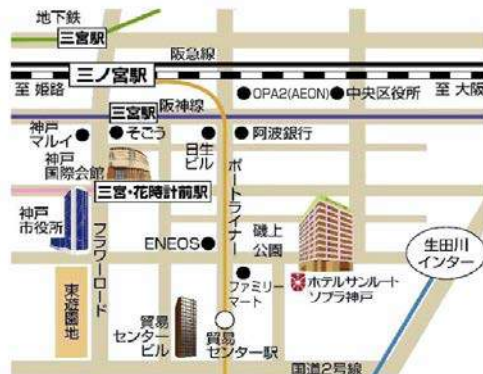 地下鉄
三宮駅
阪急線
三ノ宮駅
至 姫路
OPA2(AEON)
中央区役所
至 大阪
三宮駅
阪神線
神戸
マルイ
そごう
日生
ビル
阿波銀行
神戸
国際会館
三宮・花時計前駅
ポートライナー
神戸
市役所
フラワーロード
ENEOS
磯上
公園
生田川
インター
ファミリー
マート
ホテルサンルート
ソプラ神戸
東遊園地
貿易
センター
ビル
貿易
センター駅
国道2号線